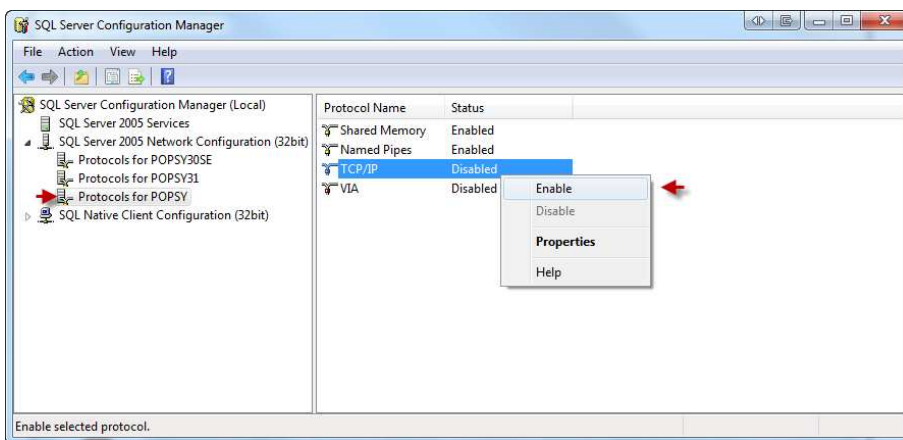 SQL Server Configuration Manager
File Action View Help
SQL Server Configuration Manager (Local)
SQL Server 2005 Services
SQL Server 2005 Network Configuration (32bit)
Protocols for POPSY30SE
Protocols for POPSY31
Protocols for POPSY
SQL Native Client Configuration (32bit)
Protocol Name Status
Shared Memory Enabled
Named Pipes Enabled
TCP/IP Disabled
VIA Disabled
Enable
Disable
Properties
Help
Enable selected protocol.